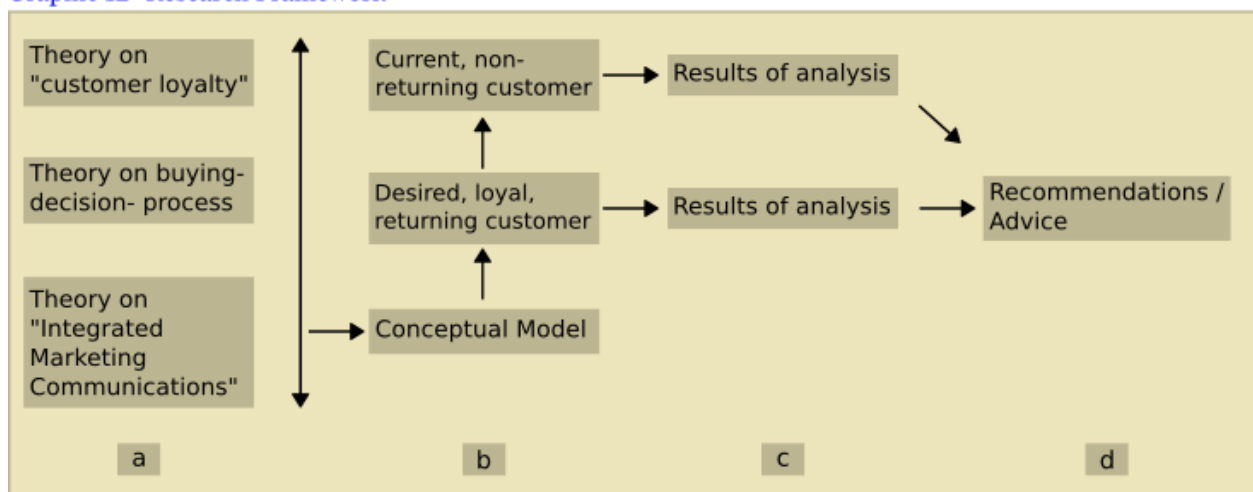 Theory on
"customer loyalty"
Theory on buying-
decision- process
Theory on
"Integrated
Marketing
Communications"
Current, non-
returning customer
Desired, loyal,
returning customer
Conceptual Model
Results of analysis
Results of analysis
Recommendations /
Advice
a
b
c
d